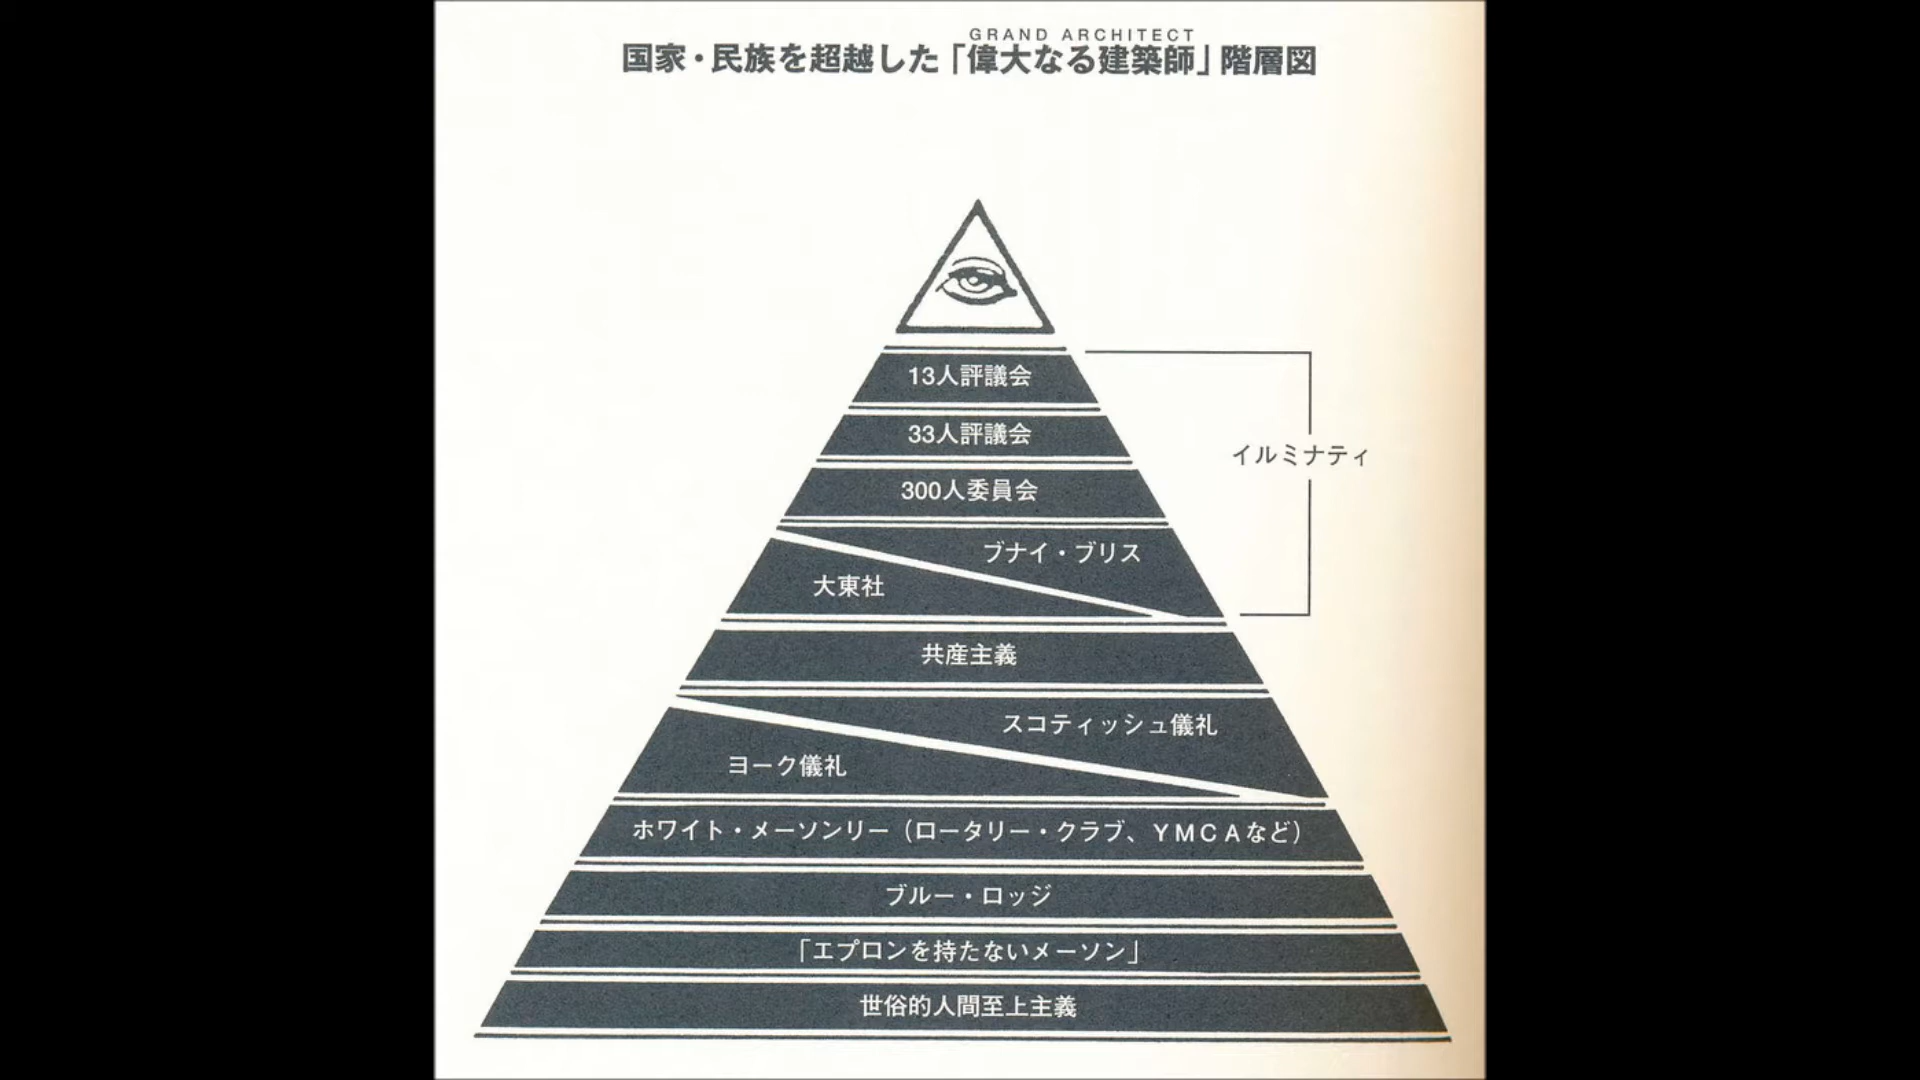 GRAND ARCHITECT
国家・民族を超越した「偉大なる建築師」階層図
13人評議会
33人評議会
300人委員会
イルミナティ
ブナイ・ブリス
大東社
共産主義
スコティッシュ儀礼
ヨーク儀礼
ホワイト・メーソンリー（ロータリー・クラブ、YMCAなど）
ブルー・ロッジ
「エプロンを持たないメーソン」
世俗的人間至上主義